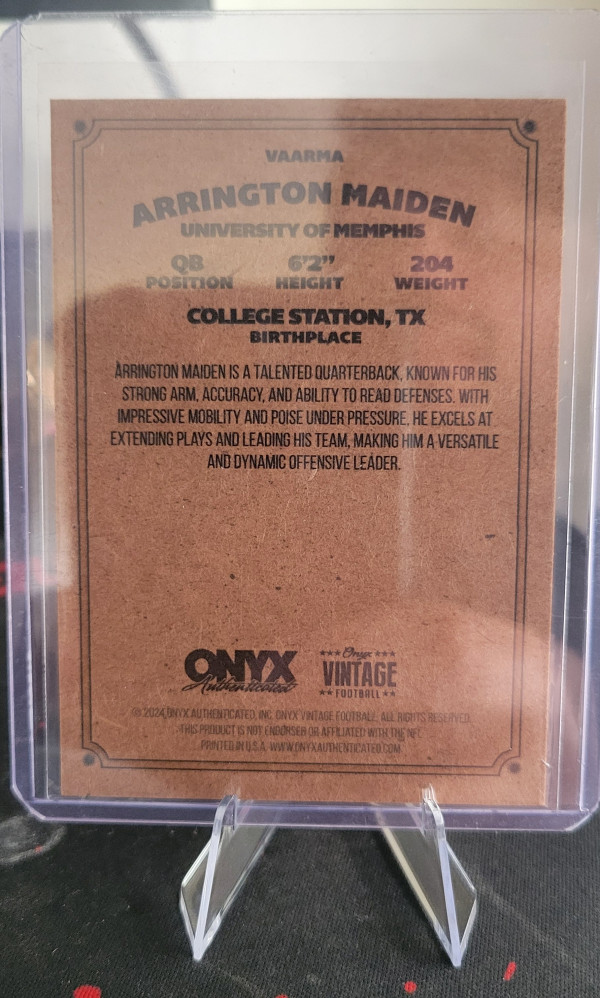 VAARMA
ARRINGTON MAIDEN
UNIVERSITY OF MEMPHIS
QB 6'2" 204
POSITION HEIGHT WEIGHT
COLLEGE STATION, TX
BIRTHPLACE
ARRINGTON MAIDEN IS A TALENTED QUARTERBACK, KNOWN FOR HIS
STRONG ARM, ACCURACY, AND ABILITY TO READ DEFENSES. WITH
IMPRESSIVE MOBILITY AND POISE UNDER PRESSURE, HE EXCELS AT
EXTENDING PLAYS AND LEADING HIS TEAM, MAKING HIM A VERSATILE
AND DYNAMIC OFFENSIVE LEADER.
ONYX Authenticated
Onyx VINTAGE FOOTBALL
© 2024 ONYX AUTHENTICATED, INC. ONYX VINTAGE FOOTBALL. ALL RIGHTS RESERVED.
THIS PRODUCT IS NOT ENDORSER OR AFFILIATED WITH THE NFL
PRINTED IN U.S.A. WWW.ONYXAUTHENTICATED.COM